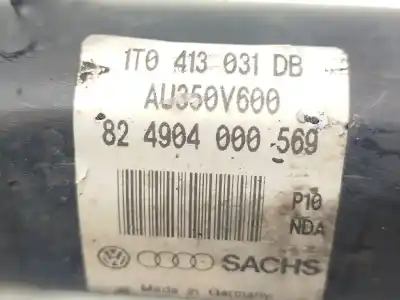 1T0 413 031 DB
AU350V600
82 4904 000 569
P10
NDA
SACHS
Made in Germany